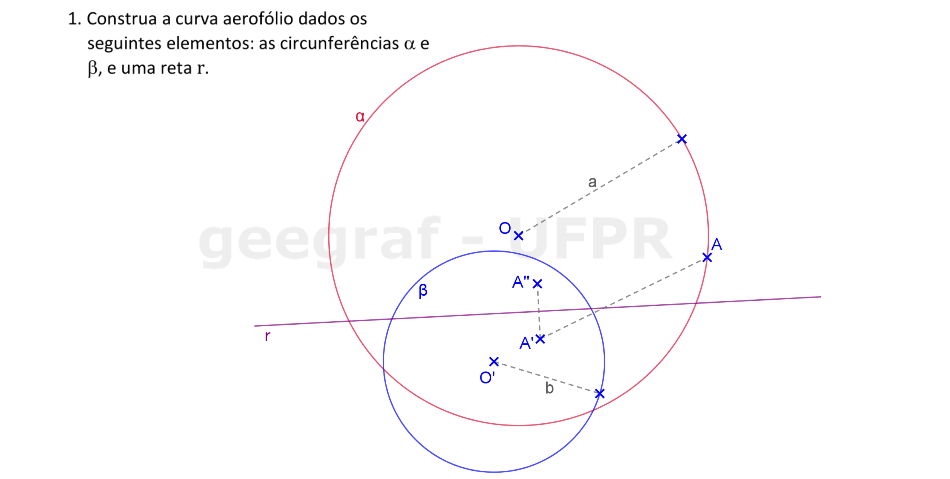 1. Construa a curva aerofólio dados os
seguintes elementos: as circunferências α e
β, e uma reta r.
α
a
O
A
geegraf - UFPR
A"
β
r
A'
O'
b